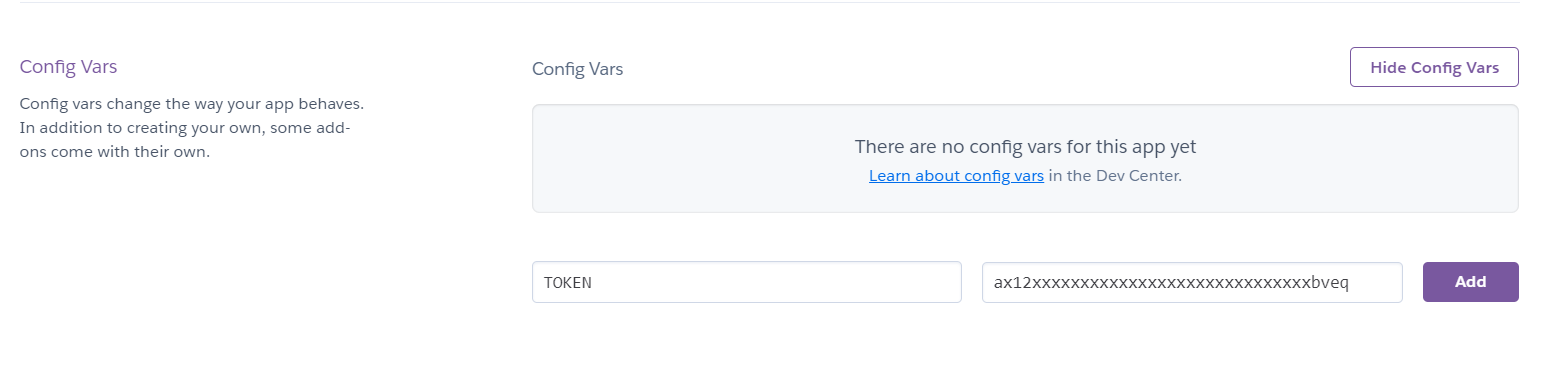 Config Vars
Config vars change the way your app behaves.
In addition to creating your own, some add-
ons come with their own.
Config Vars
Hide Config Vars
There are no config vars for this app yet
Learn about config vars in the Dev Center.
TOKEN
ax12xxxxxxxxxxxxxxxxxxxxxxxxxxxxxbveq
Add